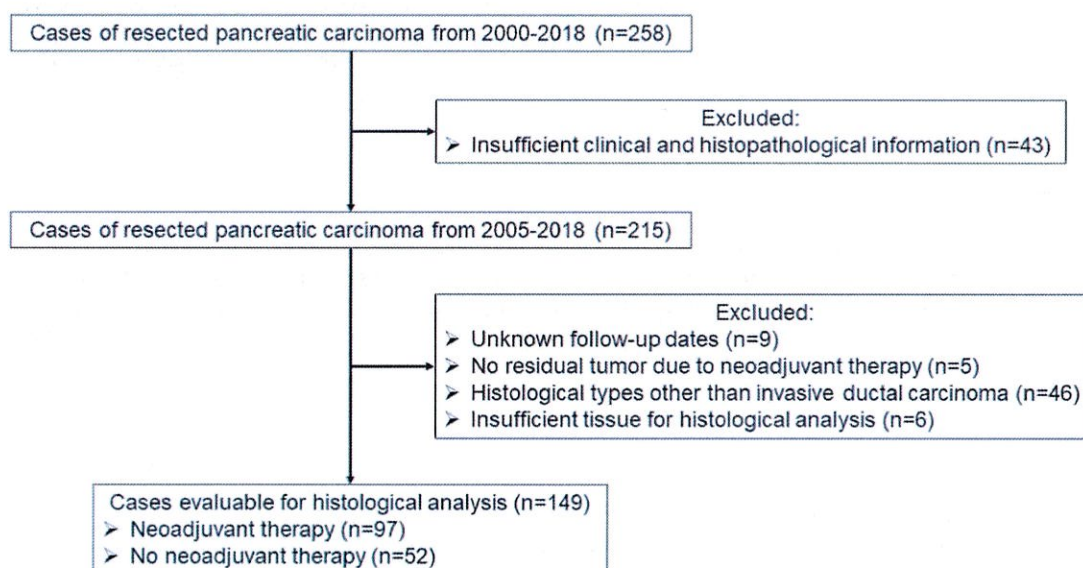 Cases of resected pancreatic carcinoma from 2000-2018 (n=258)
Excluded:
➢ Insufficient clinical and histopathological information (n=43)
Cases of resected pancreatic carcinoma from 2005-2018 (n=215)
Excluded:
➢ Unknown follow-up dates (n=9)
➢ No residual tumor due to neoadjuvant therapy (n=5)
➢ Histological types other than invasive ductal carcinoma (n=46)
➢ Insufficient tissue for histological analysis (n=6)
Cases evaluable for histological analysis (n=149)
➢ Neoadjuvant therapy (n=97)
➢ No neoadjuvant therapy (n=52)